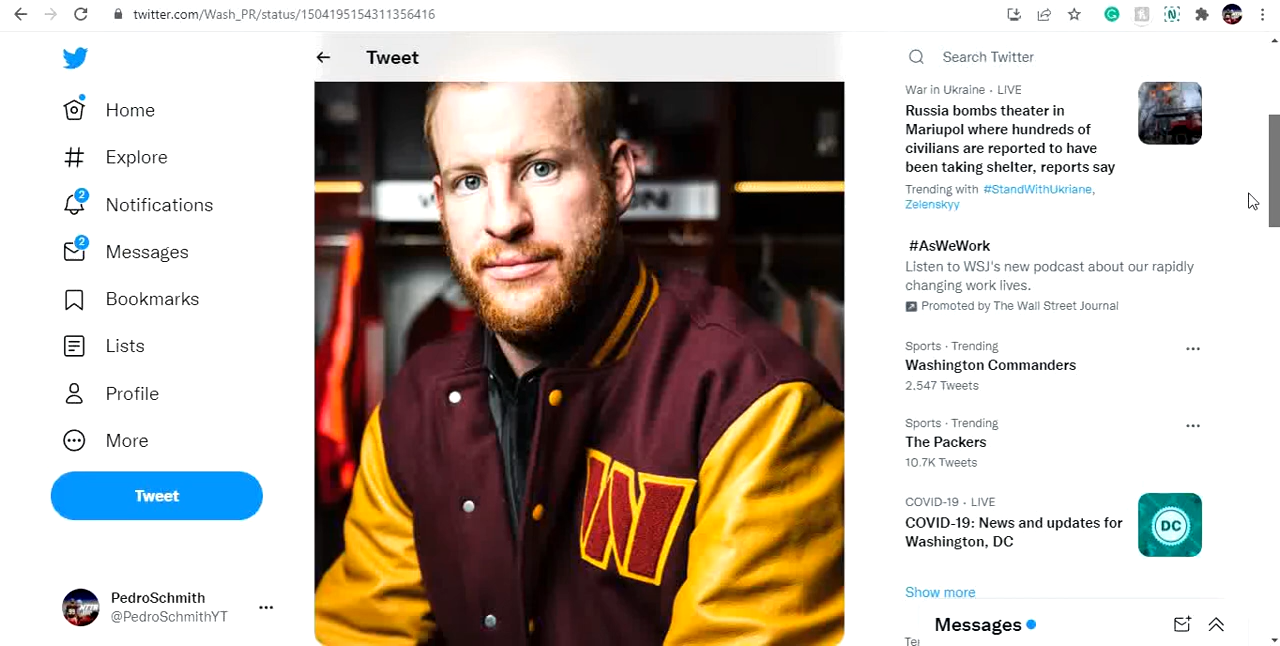 twitter.com/Wash_PR/status/1504195154311356416
Home
Explore
2
Notifications
2
Messages
Bookmarks
Lists
Profile
More
Tweet
PedroSchmith
@PedroSchmithYT
Tweet
W
Search Twitter
War in Ukraine · LIVE
Russia bombs theater in
Mariupol where hundreds of
civilians are reported to have
been taking shelter, reports say
Trending with #StandWithUkriane,
Zelenskyy
#AsWeWork
Listen to WSJ's new podcast about our rapidly
changing work lives.
Promoted by The Wall Street Journal
Sports · Trending
Washington Commanders
2.547 Tweets
Sports · Trending
The Packers
10.7K Tweets
COVID-19 · LIVE
COVID-19: News and updates for
Washington, DC
DC
Show more
Messages